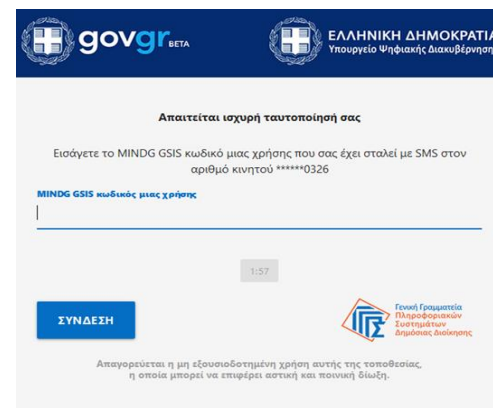 govgr BETA
ΕΛΛΗΝΙΚΗ ΔΗΜΟΚΡΑΤΙΑ
Υπουργείο Ψηφιακής Διακυβέρνηση
Απαιτείται ισχυρή ταυτοποίησή σας
Εισάγετε το MINDG GSIS κωδικό μιας χρήσης που σας έχει σταλεί με SMS στον
αριθμό κινητού ******0326
MINDG GSIS κωδικός μιας χρήσης
1:57
ΣΥΝΔΕΣΗ
Γενική Γραμματεία
Πληροφοριακών
Συστημάτων
Δημόσιας Διοίκησης
Απαγορεύεται η μη εξουσιοδοτημένη χρήση αυτής της τοποθεσίας,
η οποία μπορεί να επιφέρει αστική και ποινική δίωξη.